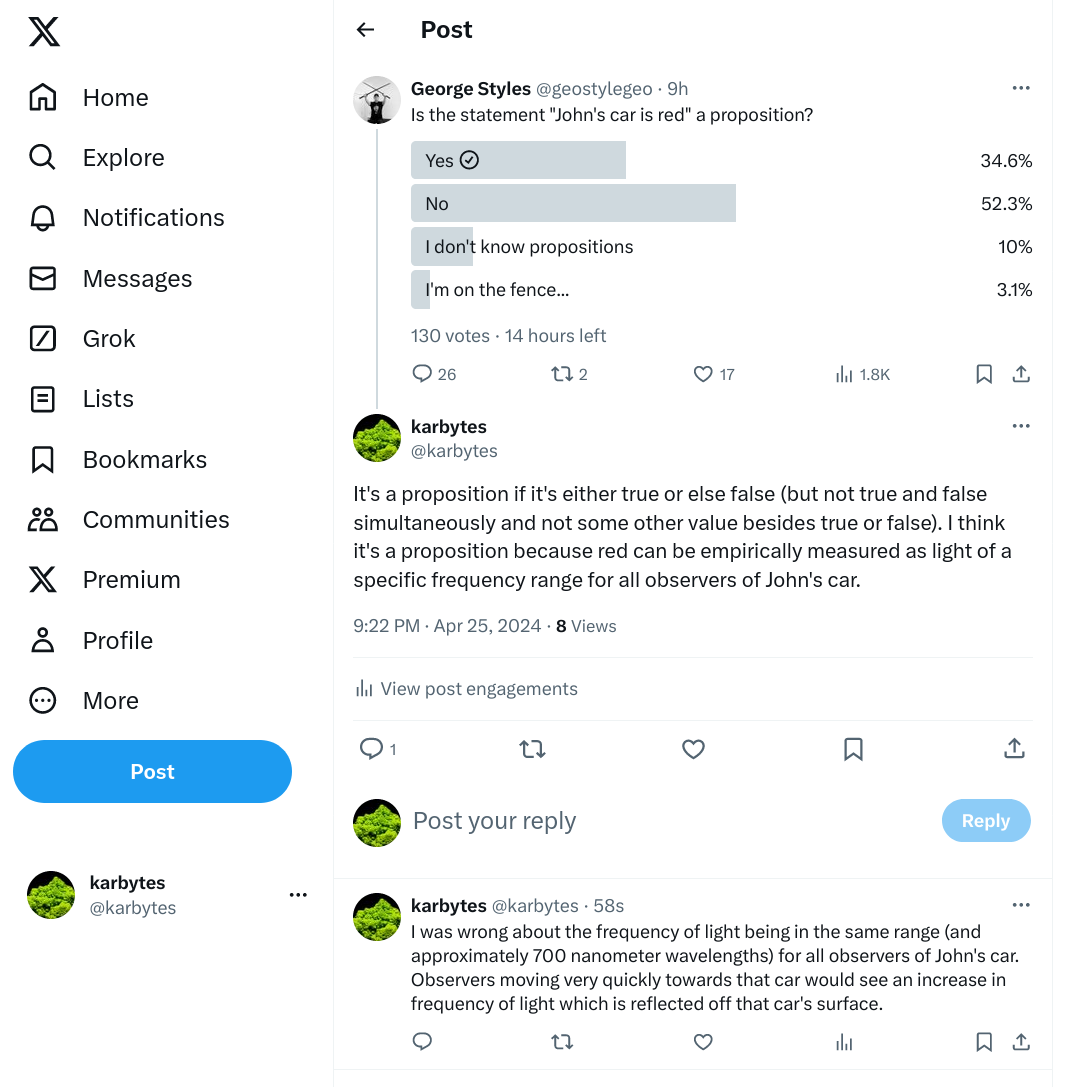 Home
Explore
Notifications
Messages
Grok
Lists
Bookmarks
Communities
Premium
Profile
More
Post
karbytes
@karbytes
Post
George Styles @geostylegeo · 9h
Is the statement "John's car is red" a proposition?
Yes 34.6%
No 52.3%
I don't know propositions 10%
I'm on the fence... 3.1%
130 votes · 14 hours left
26 2 17 1.8K
karbytes
@karbytes
It's a proposition if it's either true or else false (but not true and false
simultaneously and not some other value besides true or false). I think
it's a proposition because red can be empirically measured as light of a
specific frequency range for all observers of John's car.
9:22 PM · Apr 25, 2024 · 8 Views
View post engagements
1
Post your reply
Reply
karbytes @karbytes · 58s
I was wrong about the frequency of light being in the same range (and
approximately 700 nanometer wavelengths) for all observers of John's car.
Observers moving very quickly towards that car would see an increase in
frequency of light which is reflected off that car's surface.